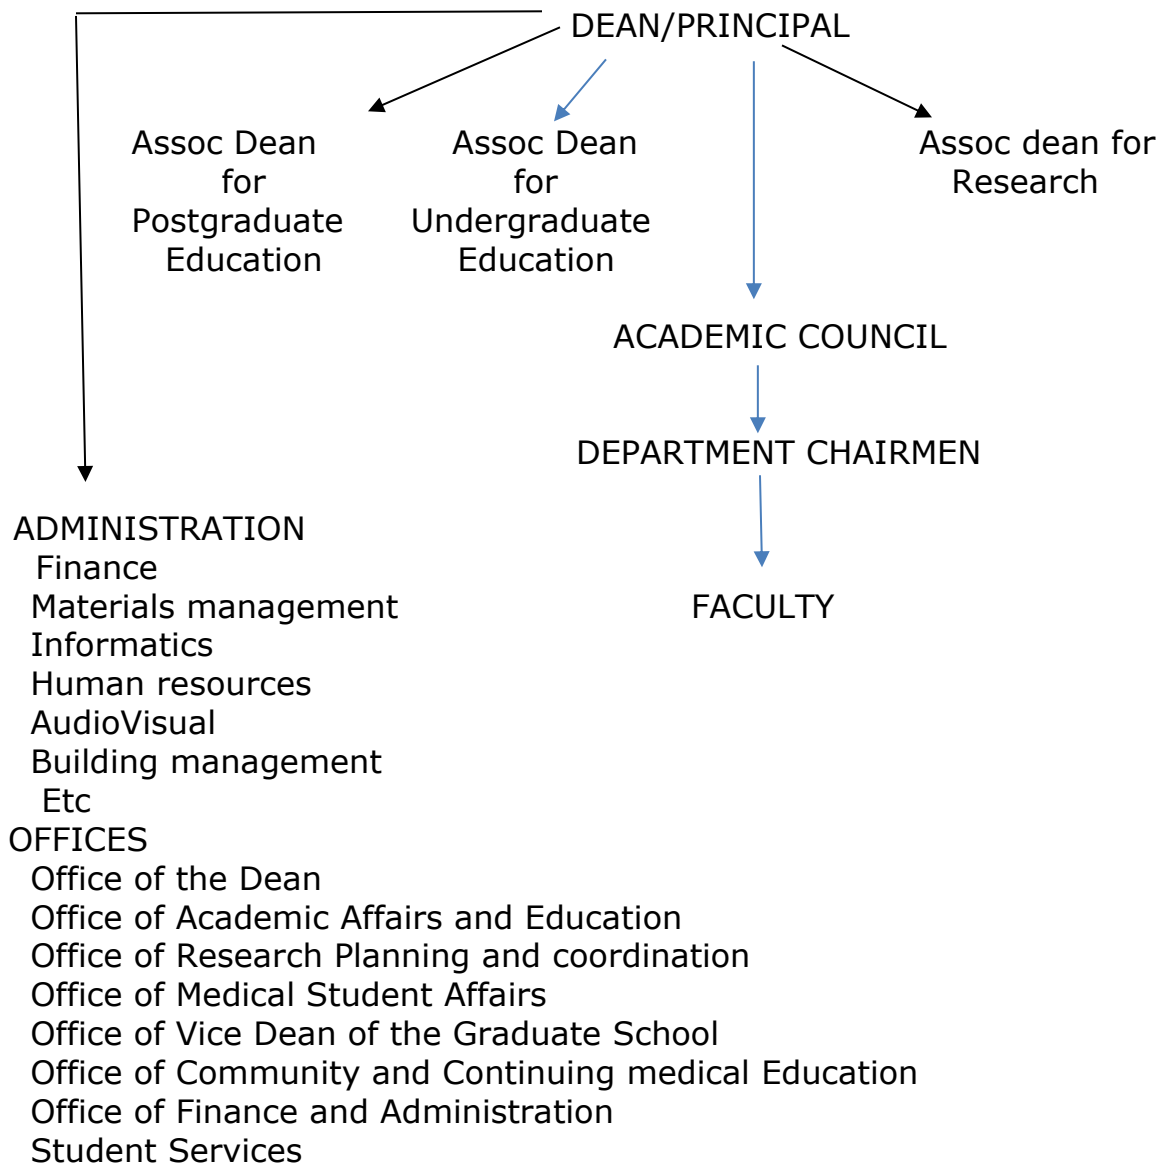 DEAN/PRINCIPAL
Assoc Dean
for
Postgraduate
Education
Assoc Dean
for
Undergraduate
Education
Assoc dean for
Research
ACADEMIC COUNCIL
DEPARTMENT CHAIRMEN
FACULTY
ADMINISTRATION
Finance
Materials management
Informatics
Human resources
AudioVisual
Building management
Etc
OFFICES
Office of the Dean
Office of Academic Affairs and Education
Office of Research Planning and coordination
Office of Medical Student Affairs
Office of Vice Dean of the Graduate School
Office of Community and Continuing medical Education
Office of Finance and Administration
Student Services